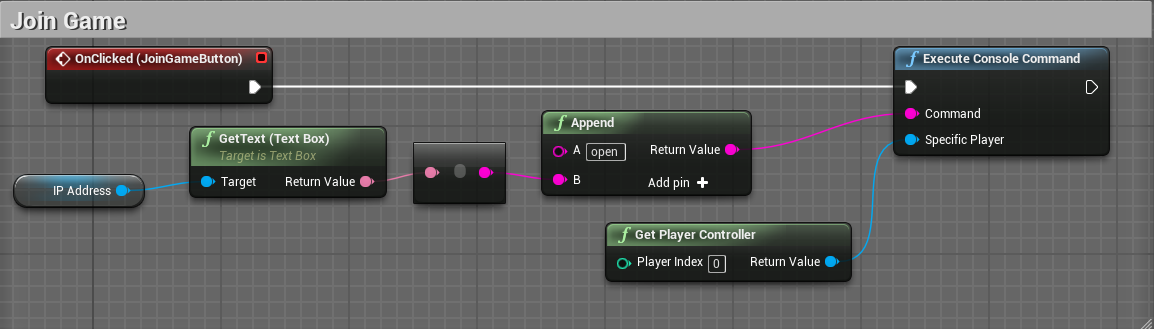 Join Game
OnClicked (JoinGameButton)
f Execute Console Command
Command
Specific Player
f GetText (Text Box)
Target is Text Box
Target Return Value
IP Address
f Append
A open Return Value
B Add pin +
f Get Player Controller
Player Index 0 Return Value